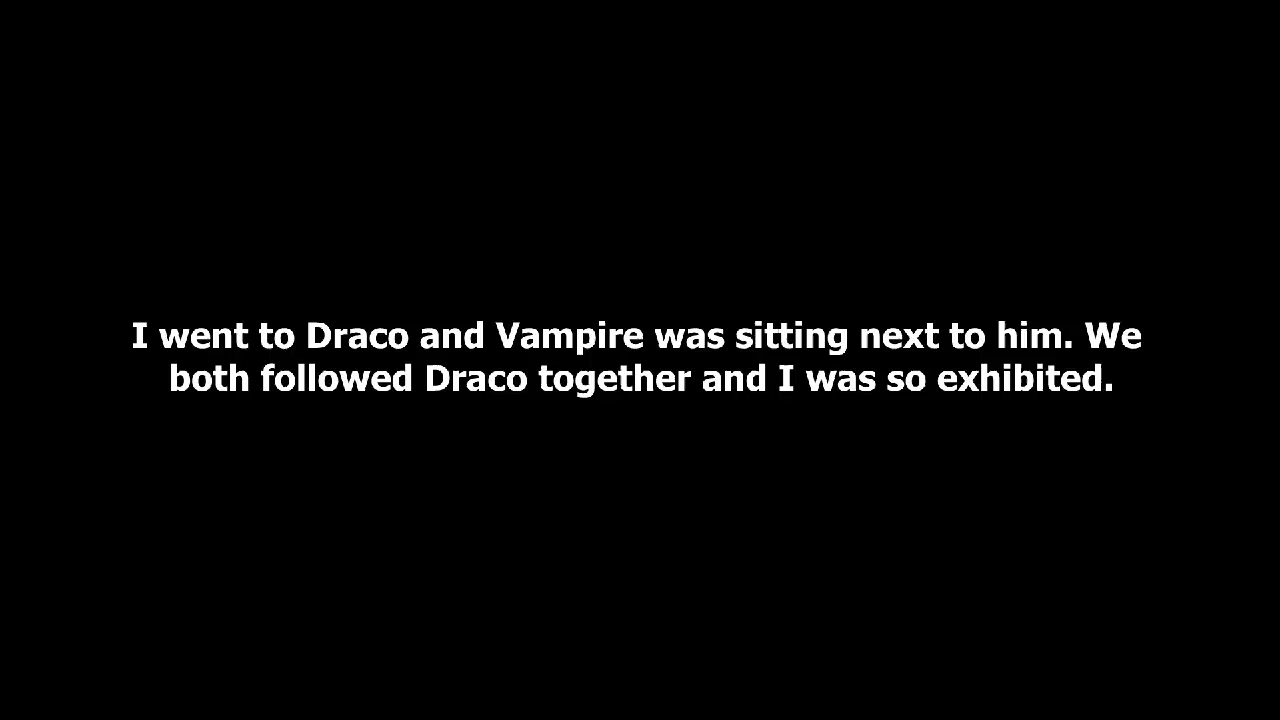 I went to Draco and Vampire was sitting next to him. We
both followed Draco together and I was so exhibited.